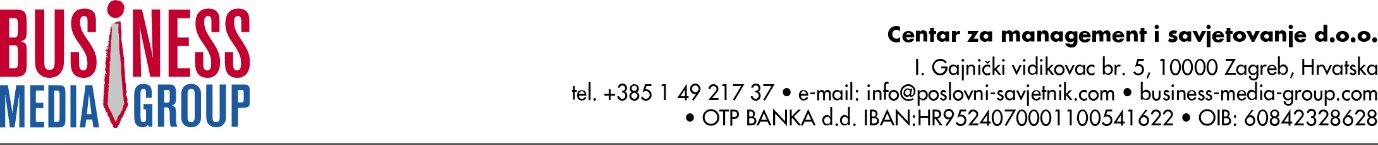 BUSINESS
MEDIA GROUP
Centar za management i savjetovanje d.o.o.
I. Gajnički vidikovac br. 5, 10000 Zagreb, Hrvatska
tel. +385 1 49 217 37 • e-mail: info@poslovni-savjetnik.com • business-media-group.com
• OTP BANKA d.d. IBAN:HR9524070001100541622 • OIB: 60842328628